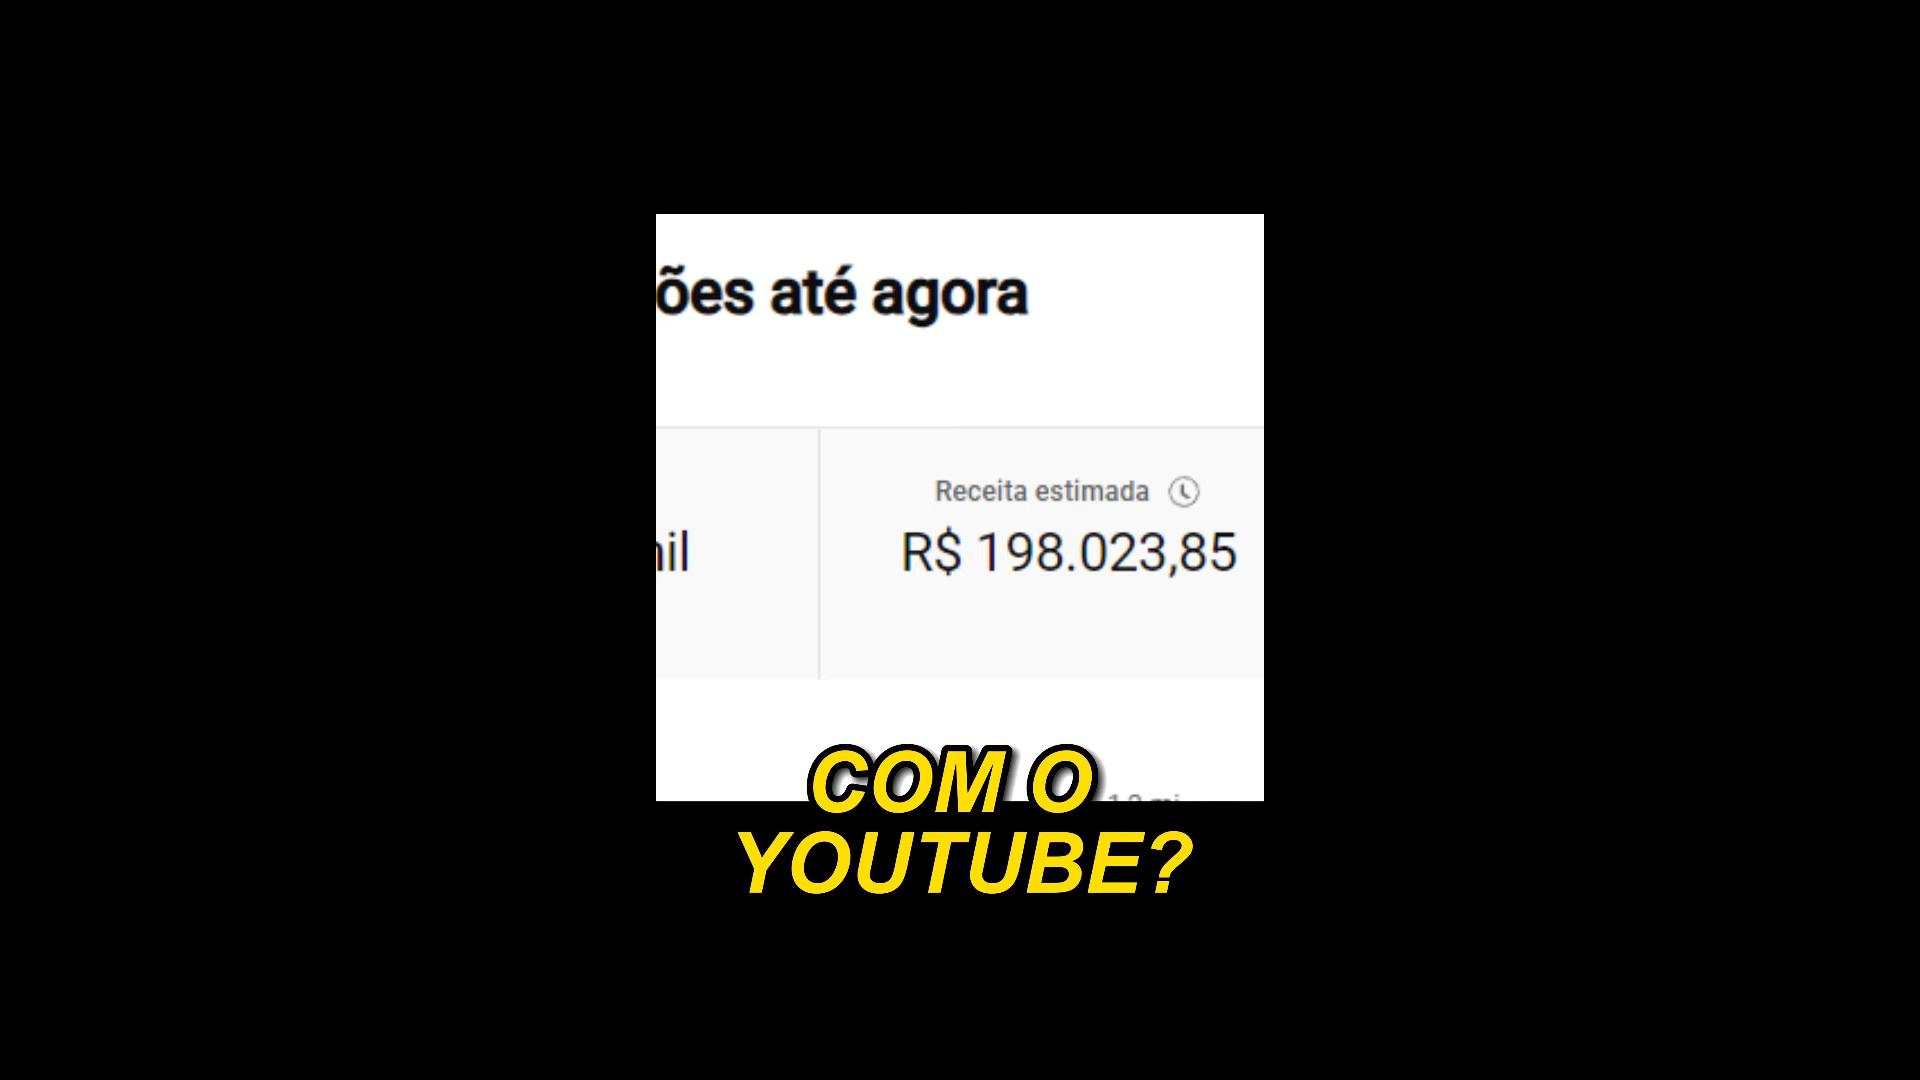 ões até agora
Receita estimada
il
R$ 198.023,85
COM O
YOUTUBE?